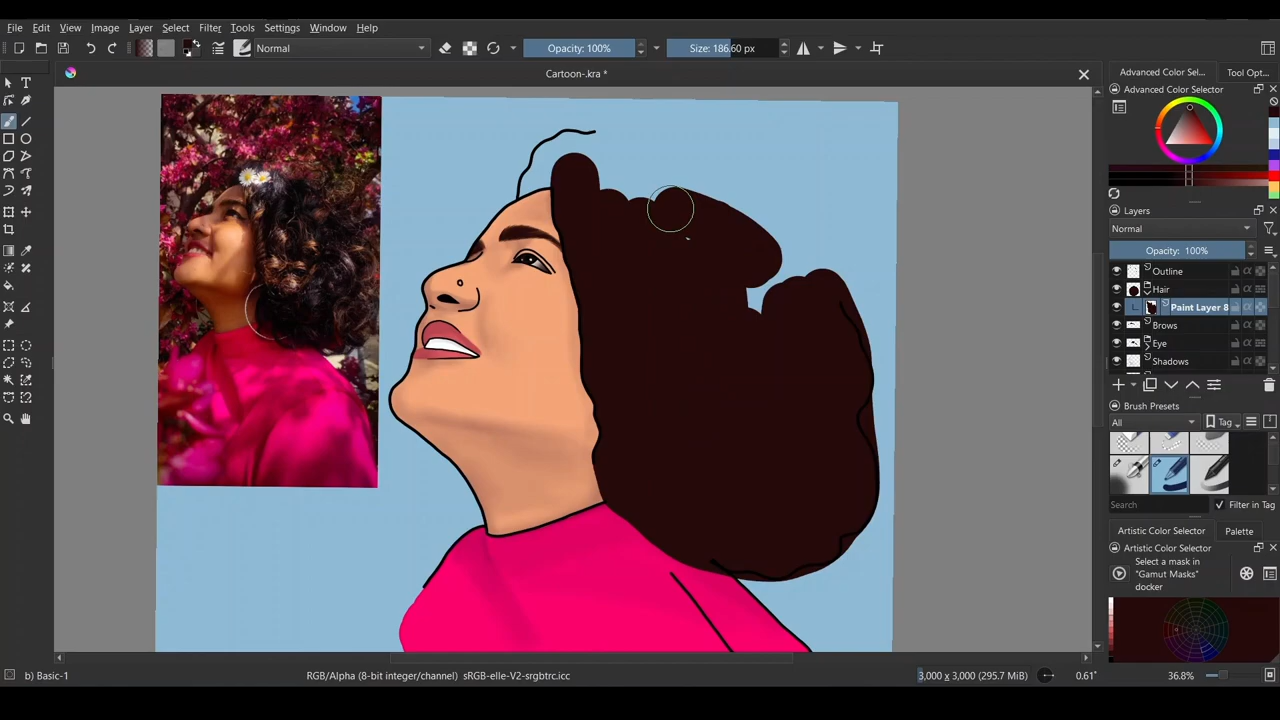 File Edit View Image Layer Select Filter Tools Settings Window Help
Normal Opacity: 100% Size: 186.60 px
Cartoon-.kra *
Advanced Color Sel... Tool Opt...
Advanced Color Selector
Layers
Normal
Opacity: 100%
Outline
Hair
Paint Layer 8
Brows
Eye
Shadows
Brush Presets
All Tag
Search Filter in Tag
Artistic Color Selector Palette
Artistic Color Selector
Select a mask in
"Gamut Masks"
docker
b) Basic-1 RGB/Alpha (8-bit integer/channel) sRGB-elle-V2-srgbtrc.icc 3,000 x 3,000 (295.7 MiB) 0.61° 36.8%